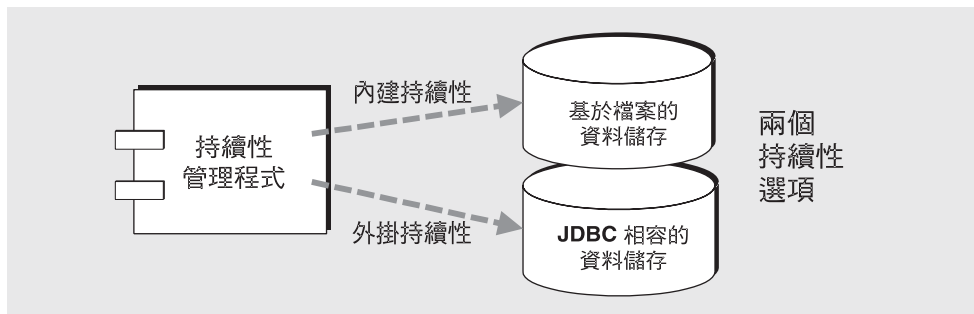 持續性
管理程式
內建持續性
外掛持續性
基於檔案的
資料儲存
JDBC 相容的
資料儲存
兩個
持續性
選項